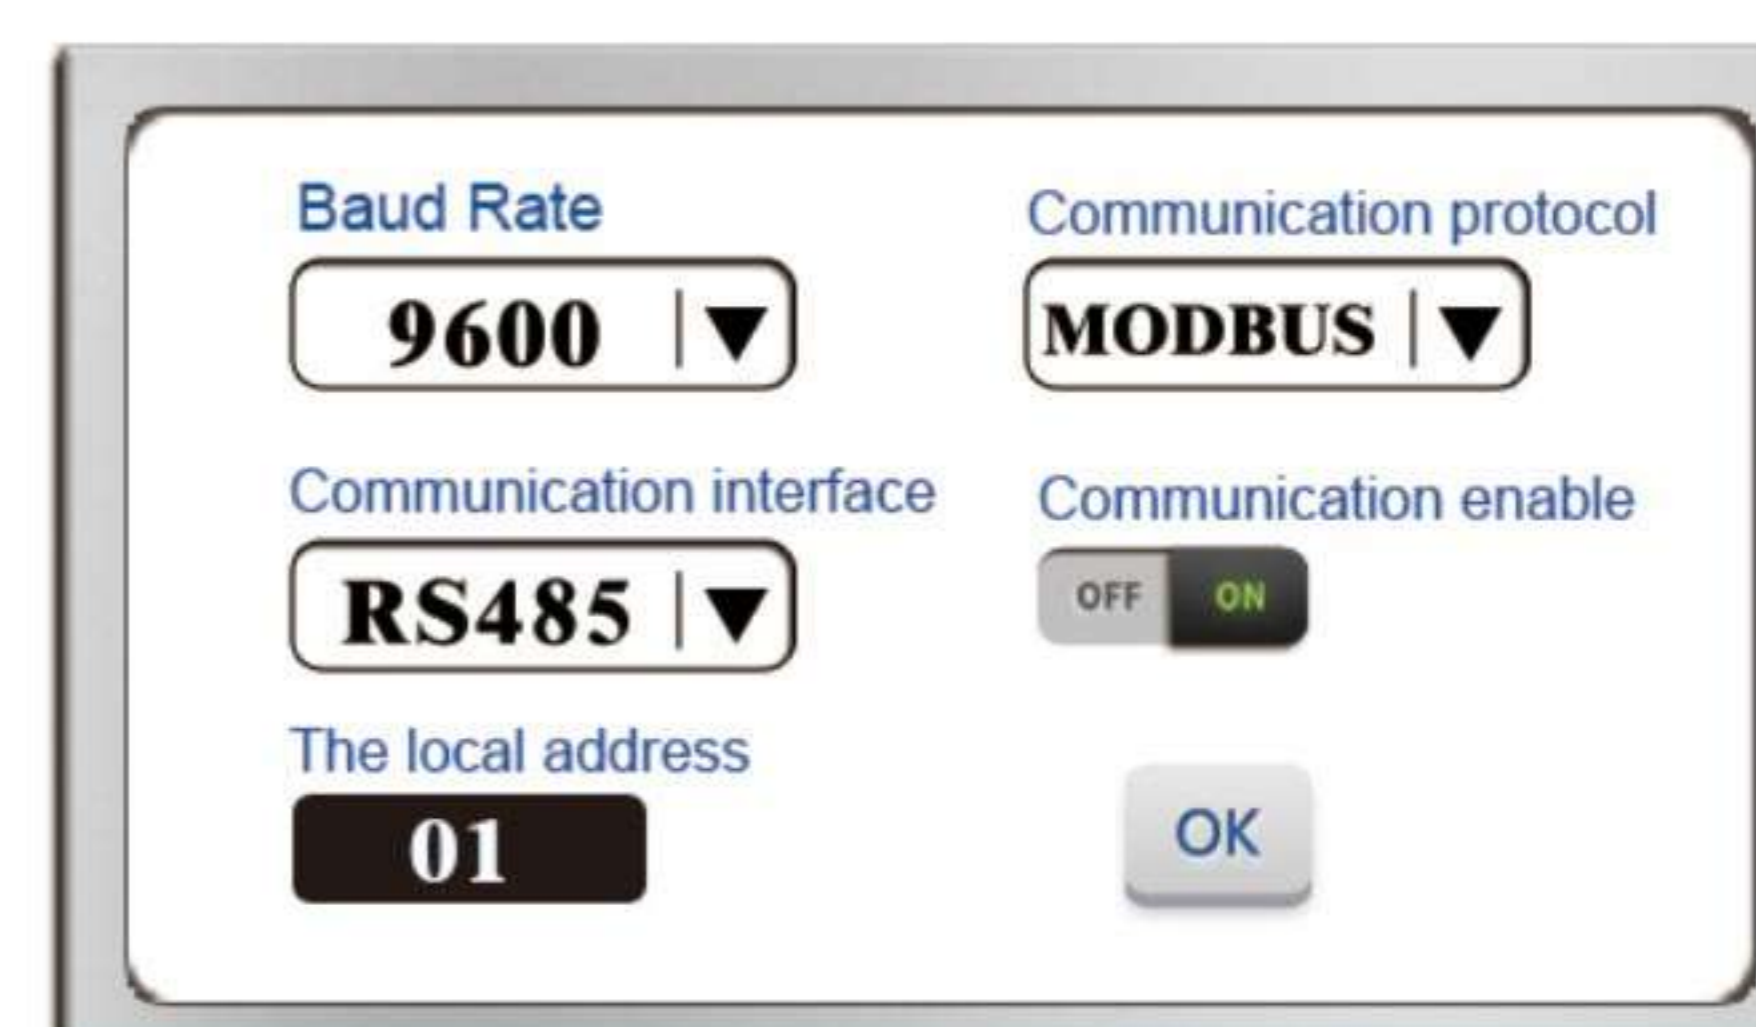 Baud Rate
Communication protocol
9600
MODBUS
Communication interface
Communication enable
RS485
OFF ON
The local address
01
OK